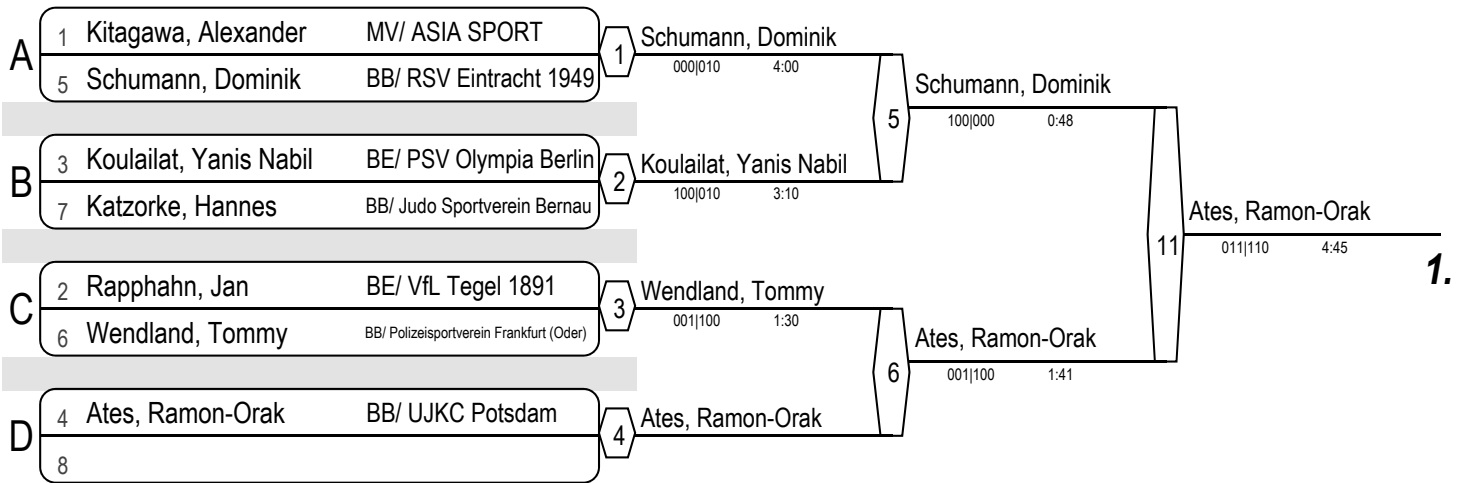 A
1 Kitagawa, Alexander MV/ ASIA SPORT
5 Schumann, Dominik BB/ RSV Eintracht 1949
1
Schumann, Dominik
000|010 4:00
B
3 Koulailat, Yanis Nabil BE/ PSV Olympia Berlin
7 Katzorke, Hannes BB/ Judo Sportverein Bernau
2
Koulailat, Yanis Nabil
100|010 3:10
5
Schumann, Dominik
100|000 0:48
C
2 Rapphahn, Jan BE/ VfL Tegel 1891
6 Wendland, Tommy BB/ Polizeisportverein Frankfurt (Oder)
3
Wendland, Tommy
001|100 1:30
D
4 Ates, Ramon-Orak BB/ UJKC Potsdam
8
4
Ates, Ramon-Orak
6
Ates, Ramon-Orak
001|100 1:41
11
Ates, Ramon-Orak
011|110 4:45
1.